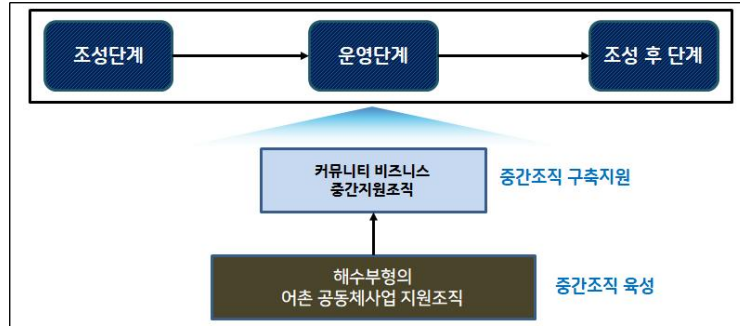 조성단계
운영단계
조성 후 단계
커뮤니티 비즈니스
중간지원조직
중간조직 구축지원
해수부형의
어촌 공동체사업 지원조직
중간조직 육성